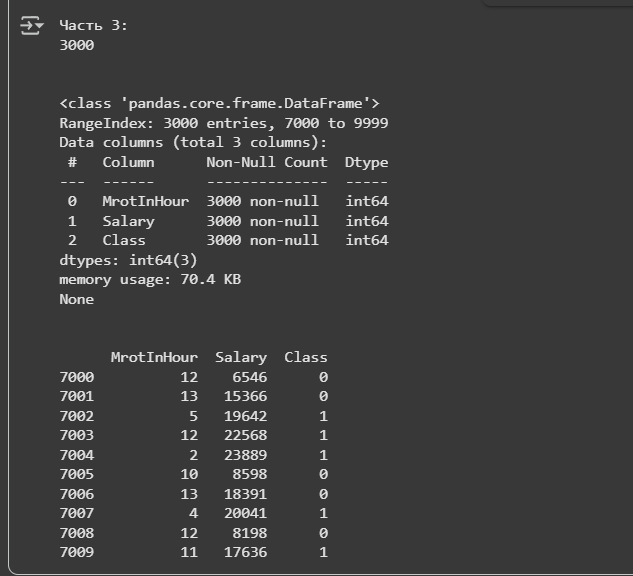 Часть 3:
3000
<class 'pandas.core.frame.DataFrame'>
RangeIndex: 3000 entries, 7000 to 9999
Data columns (total 3 columns):
 #   Column      Non-Null Count  Dtype
---  ------      --------------  -----
 0   MrotInHour  3000 non-null   int64
 1   Salary      3000 non-null   int64
 2   Class       3000 non-null   int64
dtypes: int64(3)
memory usage: 70.4 KB
None
      MrotInHour  Salary  Class
7000          12    6546      0
7001          13   15366      0
7002           5   19642      1
7003          12   22568      1
7004           2   23889      1
7005          10    8598      0
7006          13   18391      0
7007           4   20041      1
7008          12    8198      0
7009          11   17636      1